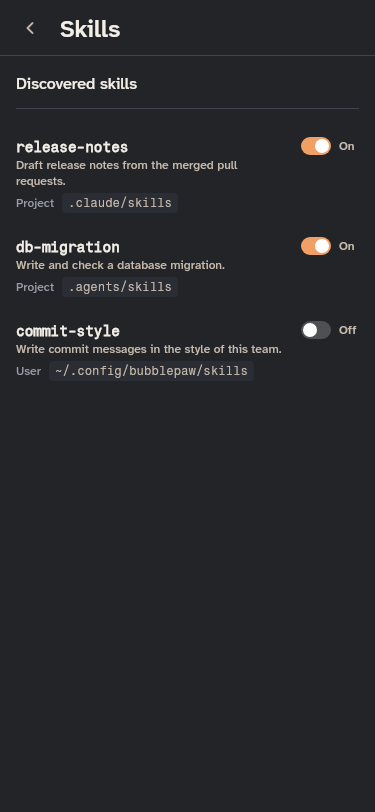 Skills
Discovered skills
release-notes
On
Draft release notes from the merged pull
requests.
Project .claude/skills
db-migration
On
Write and check a database migration.
Project .agents/skills
commit-style
Off
Write commit messages in the style of this team.
User ~/.config/bubblepaw/skills